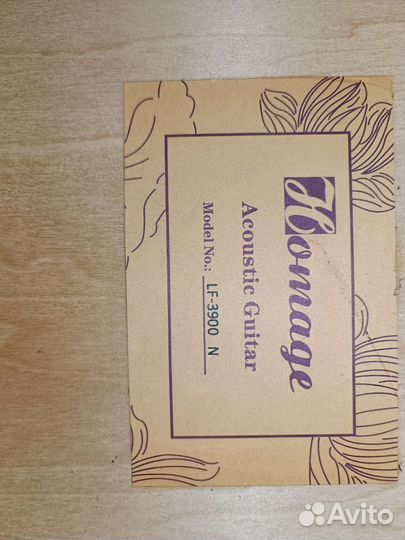 Homage
Acoustic Guitar
Model No.: LF-3900 N
Avito